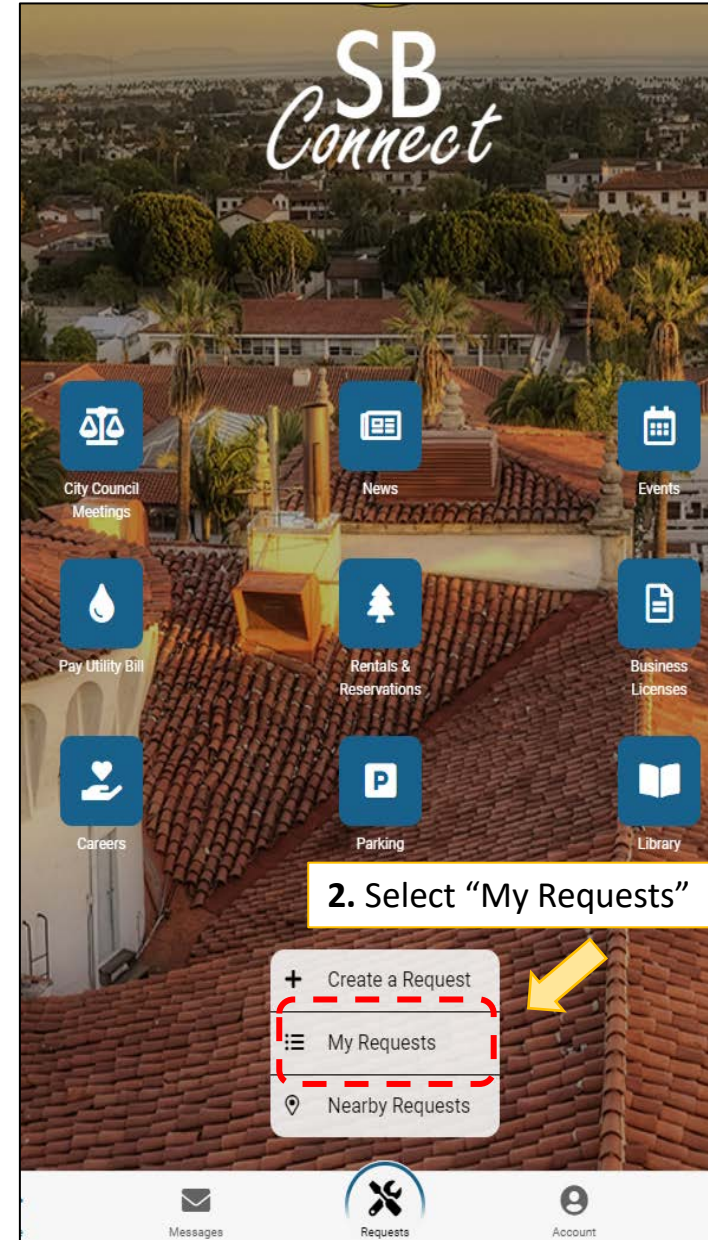 SB
Connect
City Council
Meetings
News
Events
Pay Utility Bill
Rentals &
Reservations
Business
Licenses
Careers
P
Parking
Library
2. Select “My Requests”
Create a Request
My Requests
Nearby Requests
Messages
Requests
Account